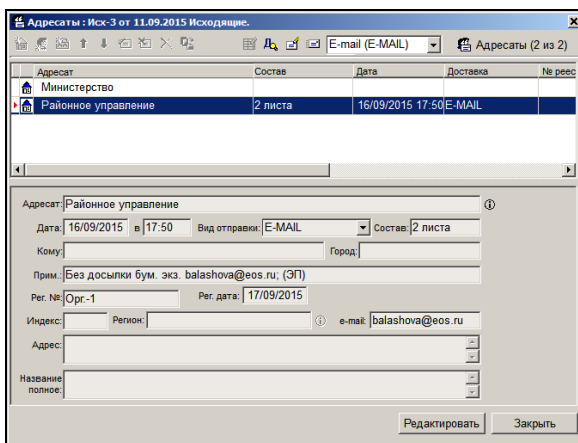 Адресаты : Исх-3 от 11.09.2015 Исходящие.
E-mail (E-MAIL) Адресаты (2 из 2)
Адресат Состав Дата Доставка № реес
Министерство
Районное управление 2 листа 16/09/2015 17:50 E-MAIL
Адресат: Районное управление
Дата: 16/09/2015 в 17:50 Вид отправки: E-MAIL Состав: 2 листа
Кому: Город:
Прим.: Без досылки бум. экз. balashova@eos.ru; (ЭП)
Рег. №: Орг.-1 Рег. дата: 17/09/2015
Индекс: Регион: e-mail: balashova@eos.ru
Адрес:
Название
полное:
Редактировать Закрыть